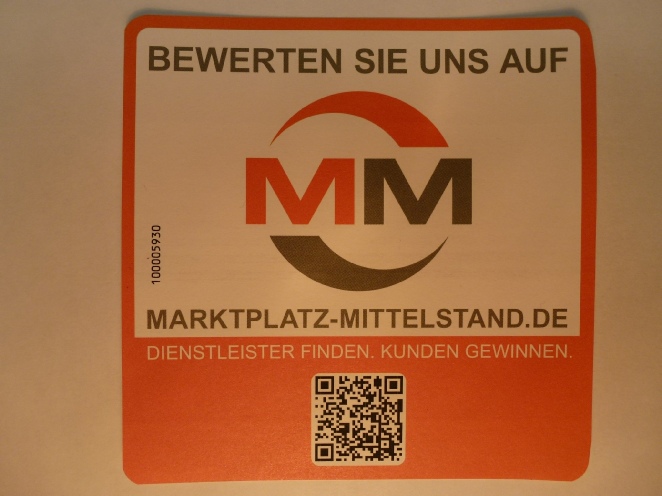 BEWERTEN SIE UNS AUF
MM
100005930
MARKTPLATZ-MITTELSTAND.DE
DIENSTLEISTER FINDEN. KUNDEN GEWINNEN.